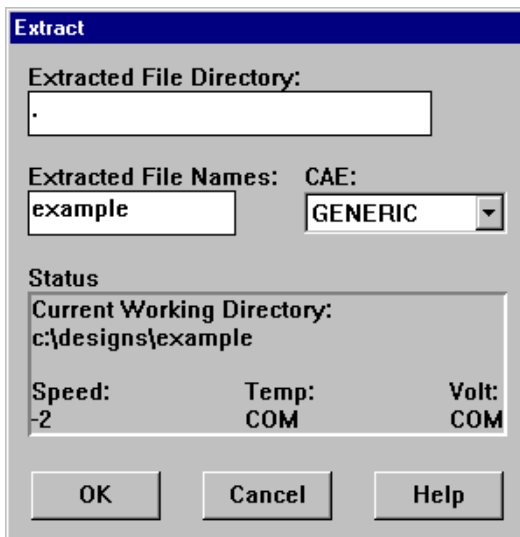 Extract
Extracted File Directory:
.
Extracted File Names: CAE:
example GENERIC
Status
Current Working Directory:
c:\designs\example
Speed: Temp: Volt:
-2 COM COM
OK Cancel Help